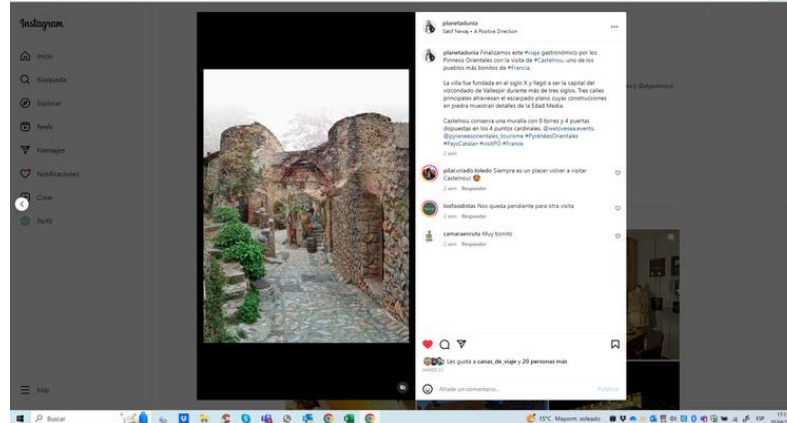 Instagram
Inicio
Búsqueda
Explorar
Reels
Mensajes
Notificaciones
Crear
Perfil
Más
planetadunia
Sakif Newaj • A Positive Direction
planetadunia Finalizamos este #viaje gastronómico por los
Pirineos Orientales con la visita de #Castelnou, uno de los
pueblos más bonitos de #Francia.
La villa fue fundada en el siglo X y llegó a ser la capital del
vizcondado de Vallespir durante más de tres siglos. Tres calles
principales atraviesan el escarpado plano cuyas construcciones
en piedra muestran detalles de la Edad Media.
Castelnou conserva una muralla con 8 torres y 4 puertas
dispuestas en los 4 puntos cardinales. @welovesea.events
@pyreneesorientales_tourisme #PyrénéesOrientales
#PaysCatalan #visitPO #France
2 sem
pilar.criado.toledo Siempre es un placer volver a visitar
Castelnou!
2 sem Responder
loofoodistas Nos queda pendiente para otra visita
2 sem Responder
camaraenruta Muy bonito
2 sem Responder
Les gusta a canas_de_viaje y 20 personas más
MARZO 31
Añade un comentario...
Publicar
Buscar
15°C Mayorm. soleado
ESP